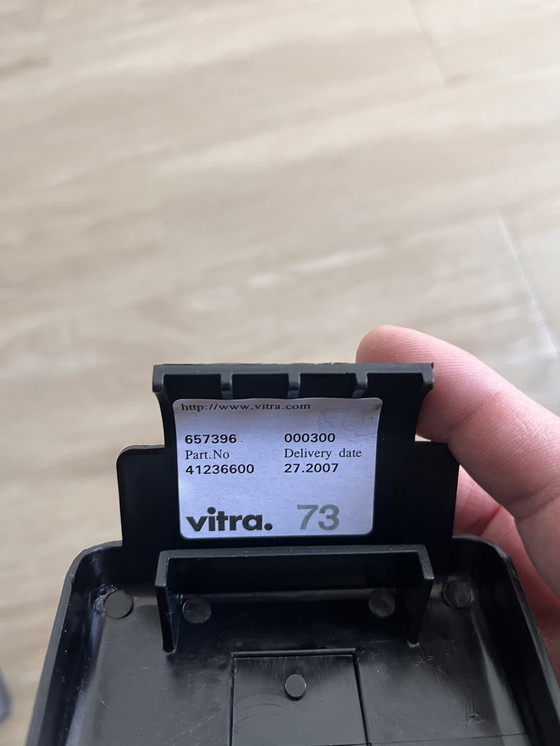 http://www.vitra.com
657396 000300
Part.No Delivery date
41236600 27.2007
vitra. 73